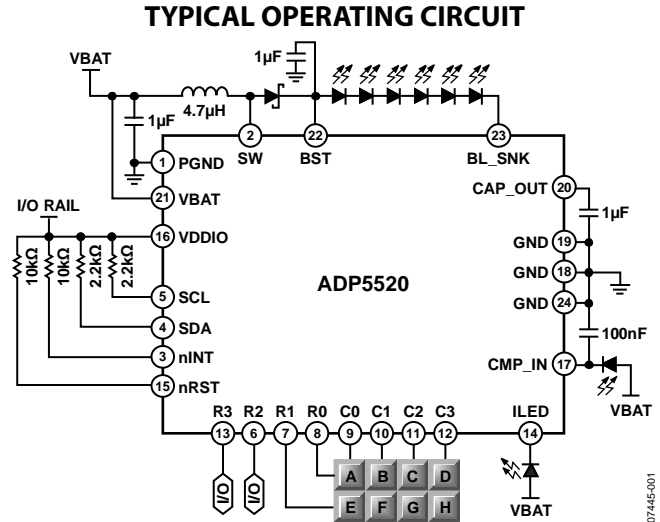 TYPICAL OPERATING CIRCUIT
VBAT
1µF
4.7µH
1µF
2
22
23
SW
BST
BL_SNK
1
PGND
CAP_OUT
20
21
VBAT
1µF
I/O RAIL
16
VDDIO
GND
19
10kΩ
10kΩ
2.2kΩ
2.2kΩ
ADP5520
GND
18
5
SCL
GND
24
4
SDA
100nF
3
nINT
CMP_IN
17
15
nRST
VBAT
R3
R2
R1
R0
C0
C1
C2
C3
ILED
13
6
7
8
9
10
11
12
14
I/O
I/O
A
B
C
D
E
F
G
H
VBAT
07445-001